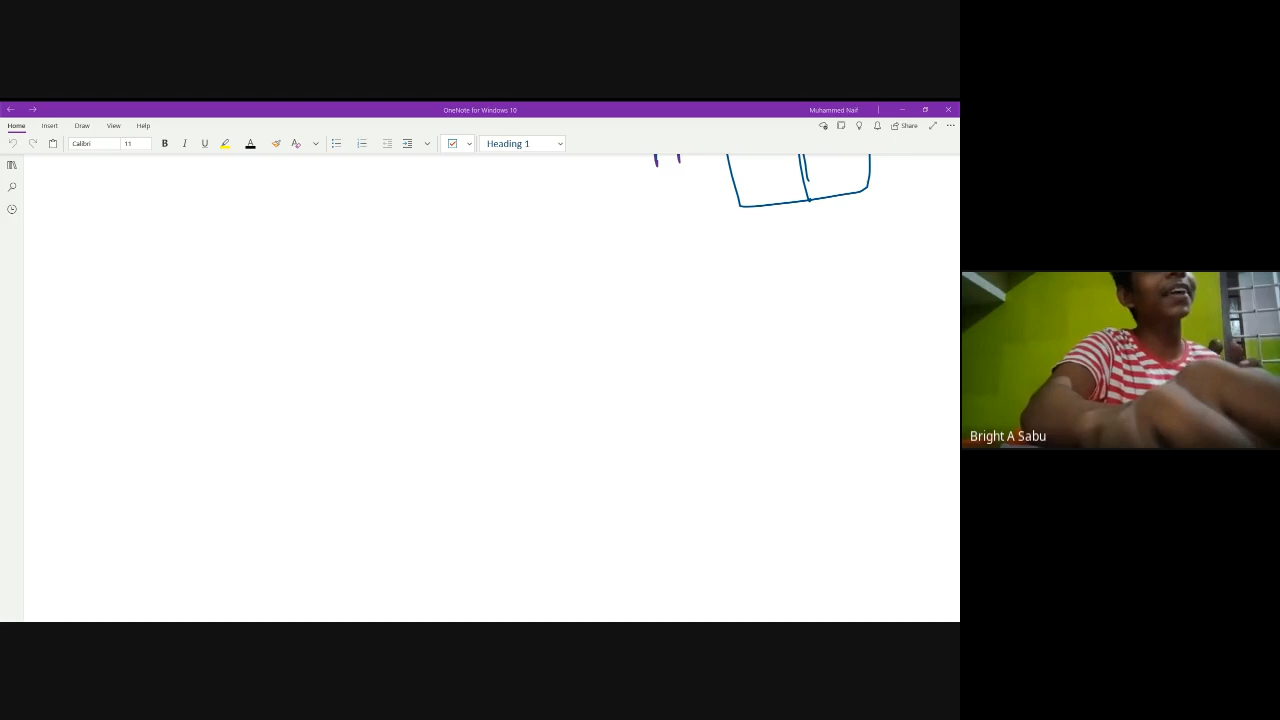 OneNote for Windows 10
Muhammed Naif
Home Insert Draw View Help
Share
Calibri 11 B I U A Heading 1
Bright A Sabu